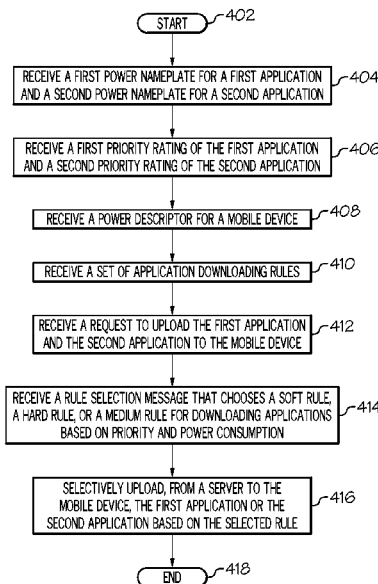 START 402
RECEIVE A FIRST POWER NAMEPLATE FOR A FIRST APPLICATION
AND A SECOND POWER NAMEPLATE FOR A SECOND APPLICATION
404
RECEIVE A FIRST PRIORITY RATING OF THE FIRST APPLICATION
AND A SECOND PRIORITY RATING OF THE SECOND APPLICATION
406
RECEIVE A POWER DESCRIPTOR FOR A MOBILE DEVICE 408
RECEIVE A SET OF APPLICATION DOWNLOADING RULES 410
RECEIVE A REQUEST TO UPLOAD THE FIRST APPLICATION
AND THE SECOND APPLICATION TO THE MOBILE DEVICE
412
RECEIVE A RULE SELECTION MESSAGE THAT CHOOSES A SOFT RULE,
A HARD RULE, OR A MEDIUM RULE FOR DOWNLOADING APPLICATIONS
BASED ON PRIORITY AND POWER CONSUMPTION
414
SELECTIVELY UPLOAD, FROM A SERVER TO THE
MOBILE DEVICE, THE FIRST APPLICATION OR THE
SECOND APPLICATION BASED ON THE SELECTED RULE
416
END 418